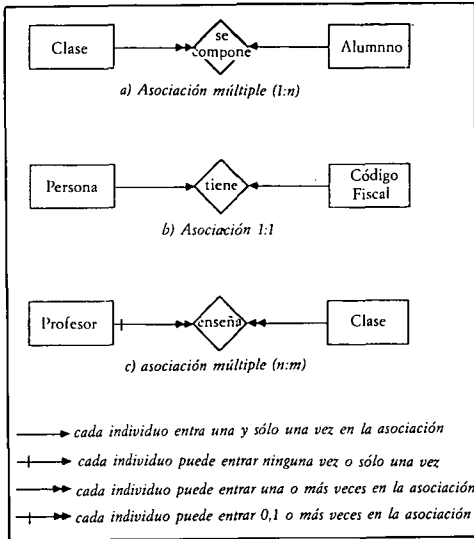 Clase
se
compone
Alumnno
a) Asociación múltiple (1:n)
Persona
tiene
Código
Fiscal
b) Asociación 1:1
Profesor
enseña
Clase
c) asociación múltiple (n:m)
cada individuo entra una y sólo una vez en la asociación
cada individuo puede entrar ninguna vez o sólo una vez
cada individuo puede entrar una o más veces en la asociación
cada individuo puede entrar 0,1 o más veces en la asociación